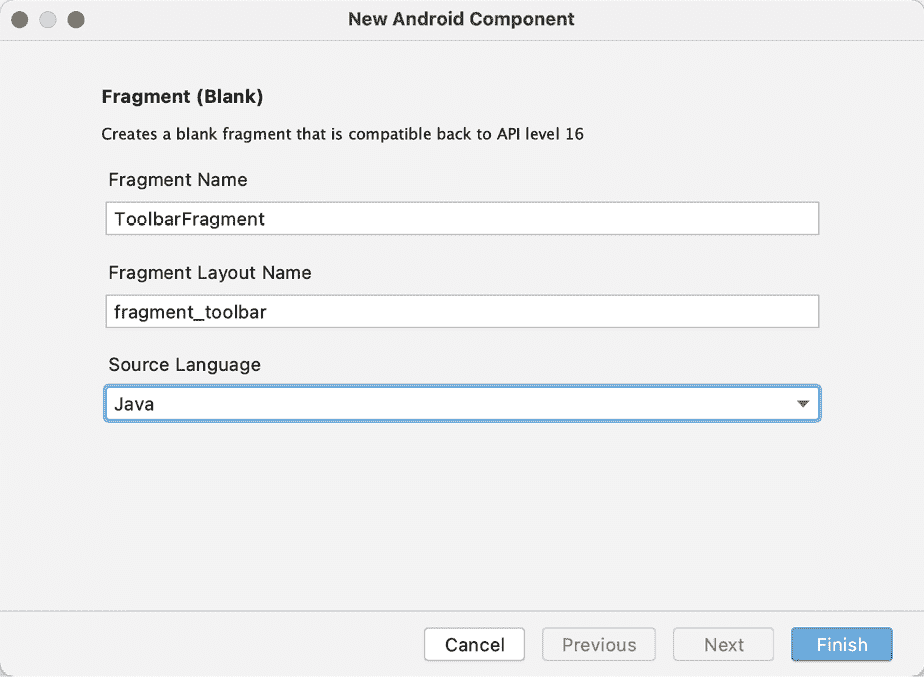 New Android Component
Fragment (Blank)
Creates a blank fragment that is compatible back to API level 16
Fragment Name
ToolbarFragment
Fragment Layout Name
fragment_toolbar
Source Language
Java
Cancel
Previous
Next
Finish